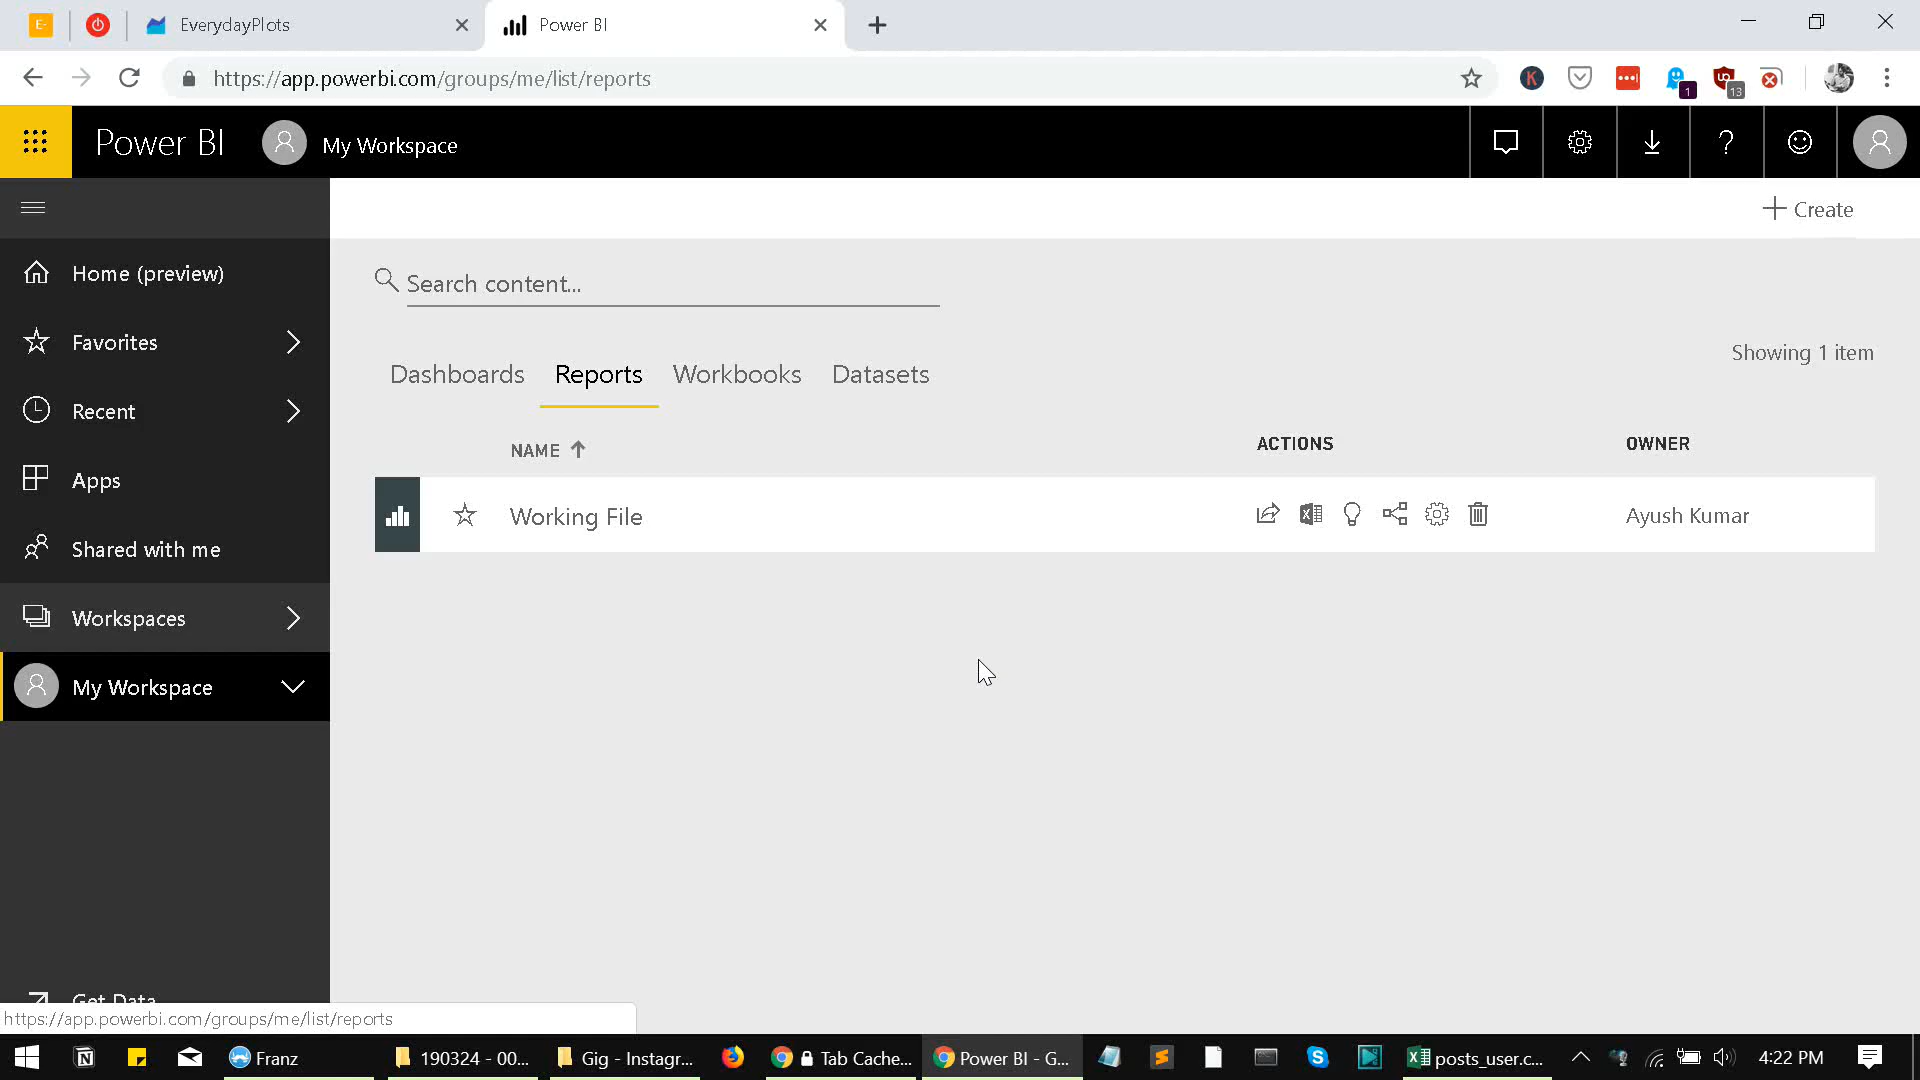 E-
EverydayPlots
Power BI
https://app.powerbi.com/groups/me/list/reports
K
1
13
Power BI
My Workspace
?
Create
Home (preview)
Search content...
Favorites
Showing 1 item
Dashboards Reports Workbooks Datasets
Recent
NAME ACTIONS OWNER
Apps
Working File Ayush Kumar
Shared with me
Workspaces
My Workspace
Get Data
https://app.powerbi.com/groups/me/list/reports
Franz 190324 - 00... Gig - Instagr... Tab Cache... Power BI - G... posts_user.c... 4:22 PM